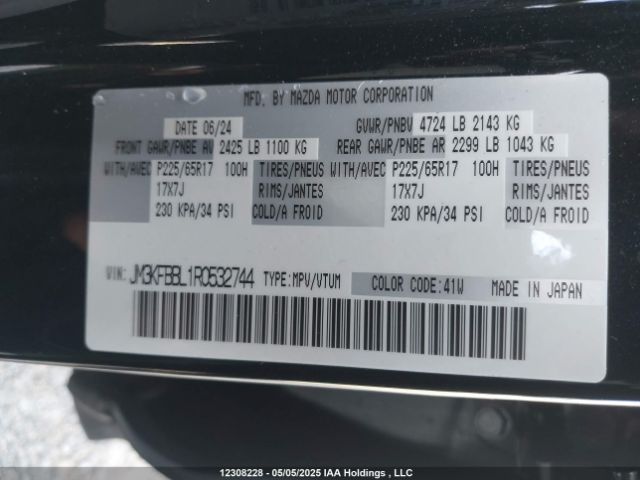 MFD. BY MAZDA MOTOR CORPORATION
DATE 06/24 GVWR/PNBV 4724 LB 2143 KG
FRONT GAWR/PNBE AV 2425 LB 1100 KG REAR GAWR/PNBE AR 2299 LB 1043 KG
WITH/AVEC P225/65R17 100H TIRES/PNEUS WITH/AVEC P225/65R17 100H TIRES/PNEUS
17X7J RIMS/JANTES 17X7J RIMS/JANTES
230 KPA/34 PSI COLD/A FROID 230 KPA/34 PSI COLD/A FROID
VIN: JM3KFBBL1R0532744 TYPE:MPV/VTUM COLOR CODE:41W MADE IN JAPAN
12308228 - 05/05/2025 IAA Holdings , LLC